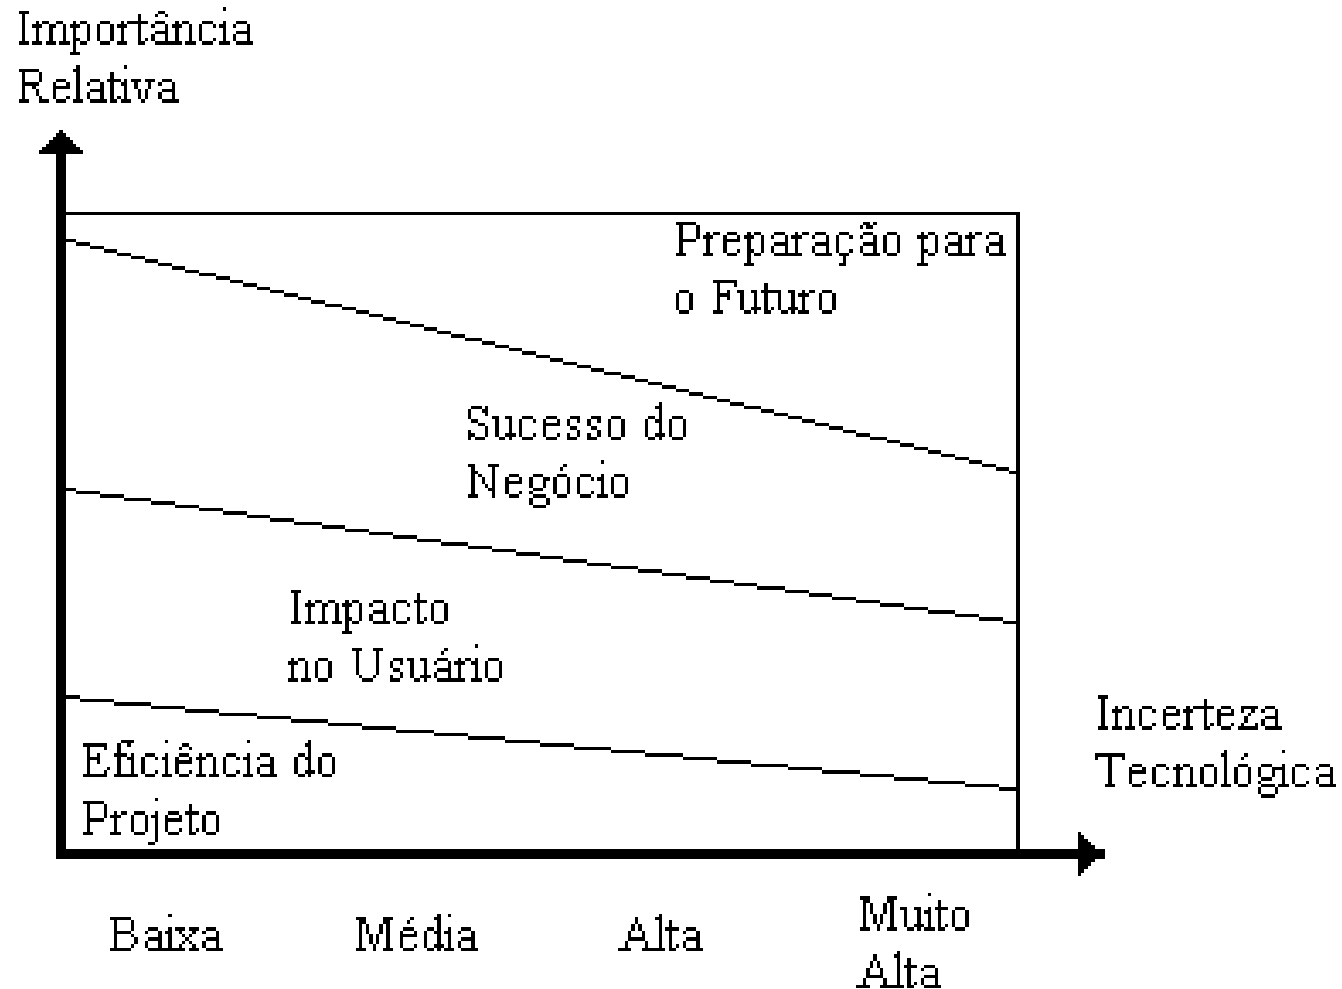 Importância
Relativa
Preparação para
o Futuro
Sucesso do
Negócio
Impacto
no Usuário
Eficiência do
Projeto
Incerteza
Tecnológica
Baixa
Média
Alta
Muito
Alta